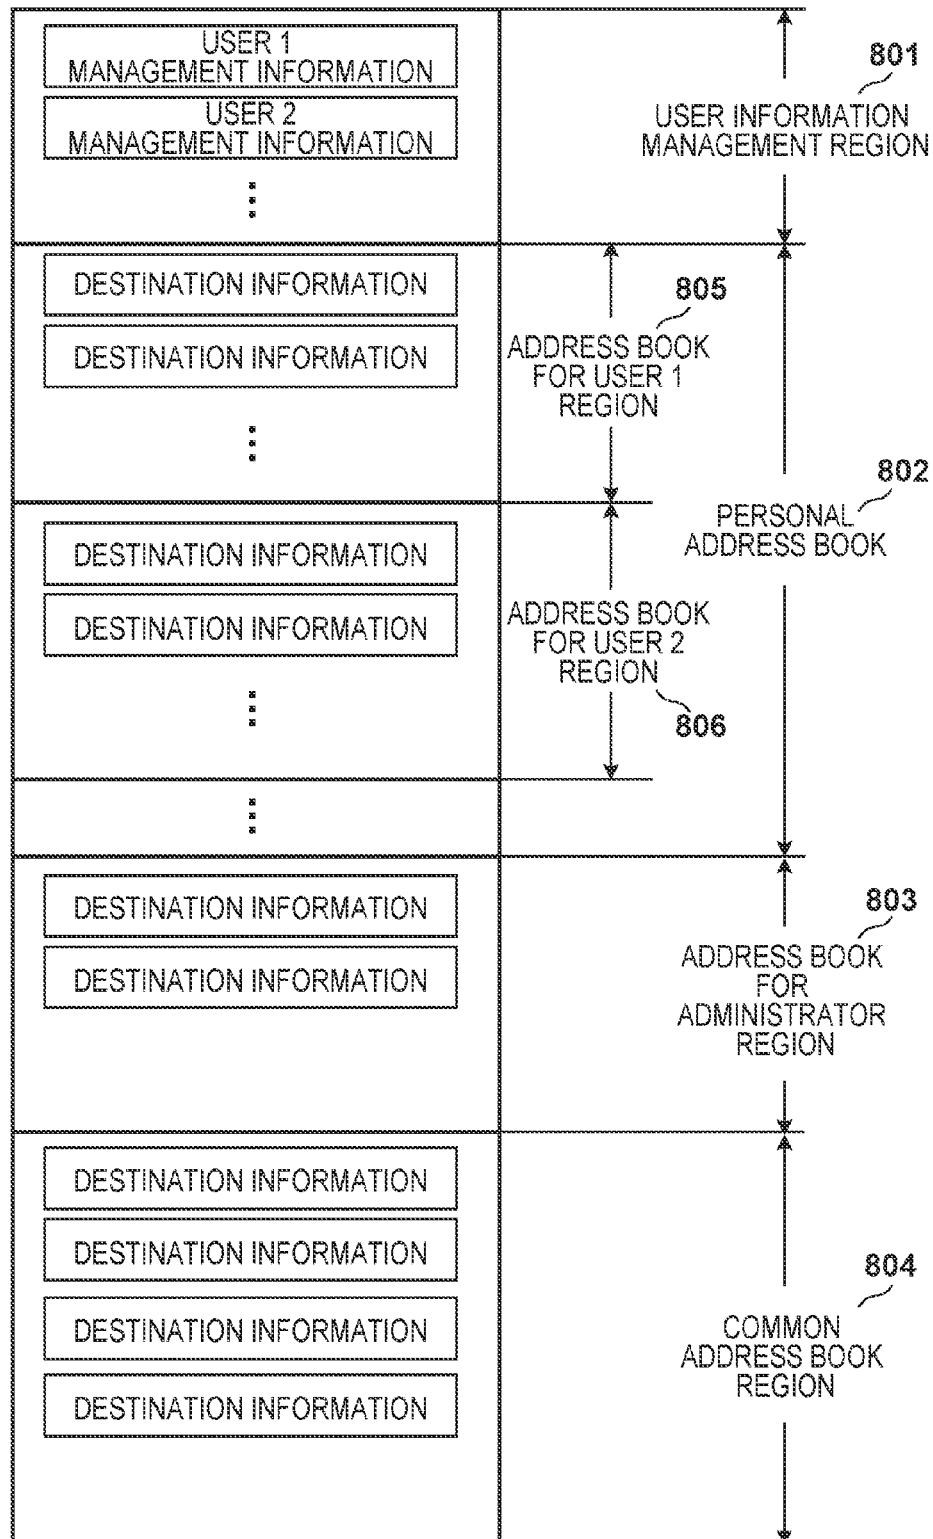 USER 1
MANAGEMENT INFORMATION
USER 2
MANAGEMENT INFORMATION
801
USER INFORMATION
MANAGEMENT REGION
DESTINATION INFORMATION
DESTINATION INFORMATION
805
ADDRESS BOOK
FOR USER 1
REGION
802
PERSONAL
ADDRESS BOOK
DESTINATION INFORMATION
DESTINATION INFORMATION
ADDRESS BOOK
FOR USER 2
REGION
806
DESTINATION INFORMATION
DESTINATION INFORMATION
803
ADDRESS BOOK
FOR
ADMINISTRATOR
REGION
DESTINATION INFORMATION
DESTINATION INFORMATION
DESTINATION INFORMATION
DESTINATION INFORMATION
804
COMMON
ADDRESS BOOK
REGION